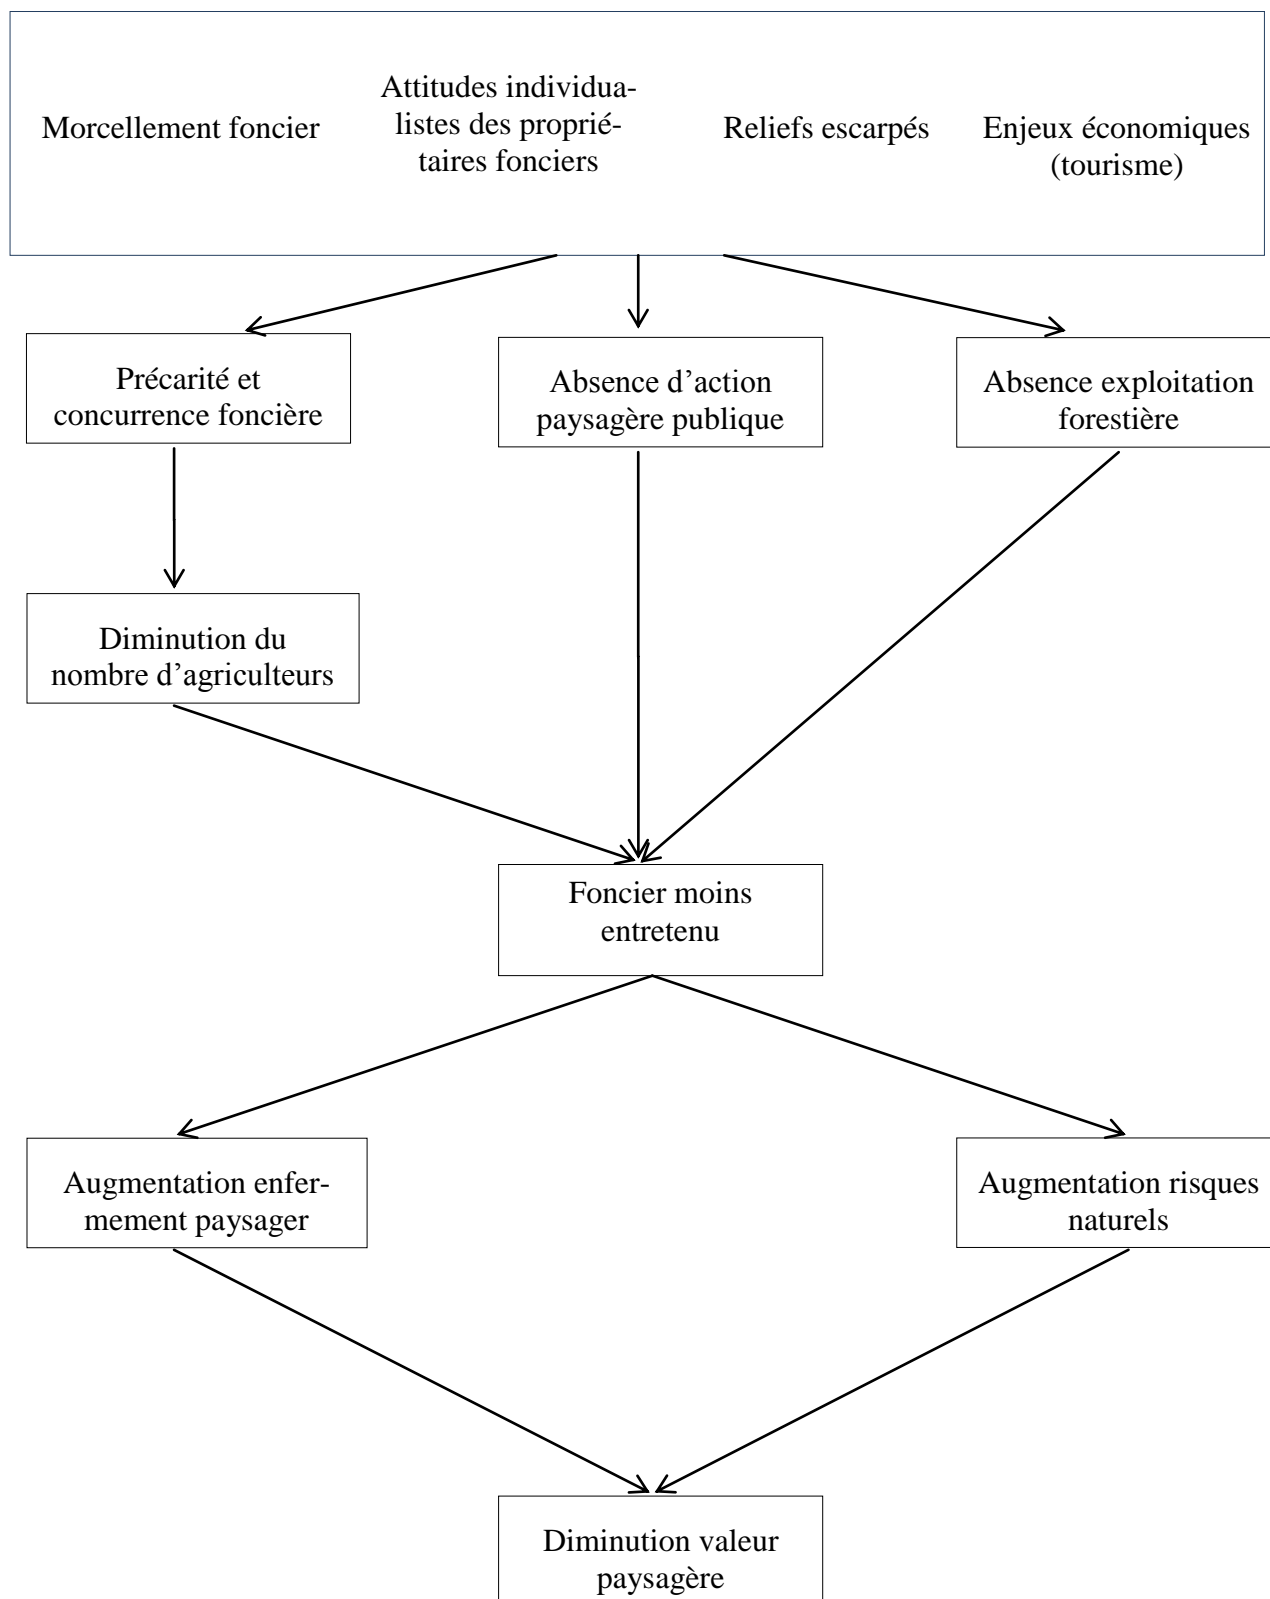 Morcellement foncier
Attitudes individua-
listes des proprié-
taires fonciers
Reliefs escarpés
Enjeux économiques
(tourisme)
Précarité et
concurrence foncière
Absence d’action
paysagère publique
Absence exploitation
forestière
Diminution du
nombre d’agriculteurs
Foncier moins
entretenu
Augmentation enfer-
mement paysager
Augmentation risques
naturels
Diminution valeur
paysagère